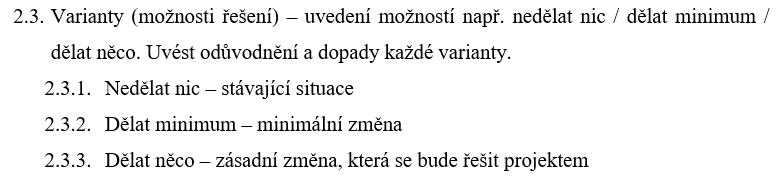 2.3. Varianty (možnosti řešení) – uvedení možností např. nedělat nic / dělat minimum /
dělat něco. Uvést odůvodnění a dopady každé varianty.
2.3.1. Nedělat nic – stávající situace
2.3.2. Dělat minimum – minimální změna
2.3.3. Dělat něco – zásadní změna, která se bude řešit projektem